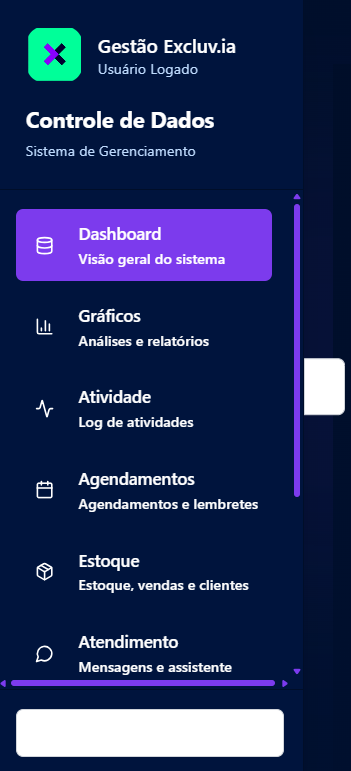 Gestão Excluv.ia
Usuário Logado
Controle de Dados
Sistema de Gerenciamento
Dashboard
Visão geral do sistema
Gráficos
Análises e relatórios
Atividade
Log de atividades
Agendamentos
Agendamentos e lembretes
Estoque
Estoque, vendas e clientes
Atendimento
Mensagens e assistente